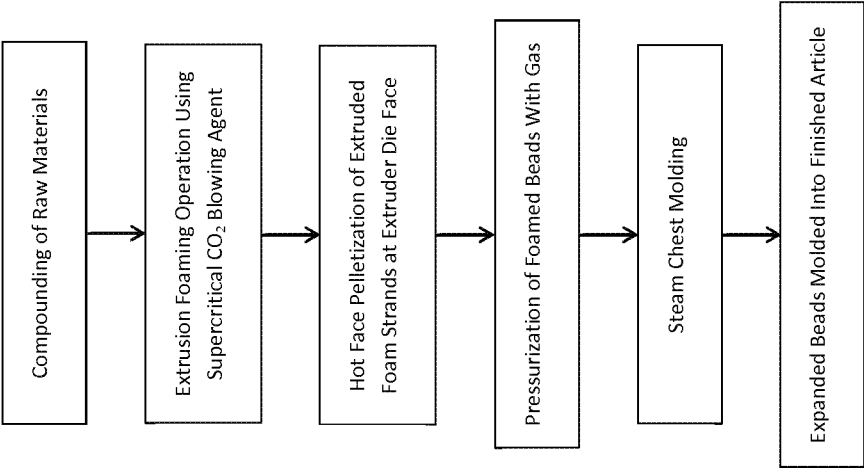 Compounding of Raw Materials
Extrusion Foaming Operation Using
Supercritical CO₂ Blowing Agent
Hot Face Pelletization of Extruded
Foam Strands at Extruder Die Face
Pressurization of Foamed Beads With Gas
Steam Chest Molding
Expanded Beads Molded Into Finished Article